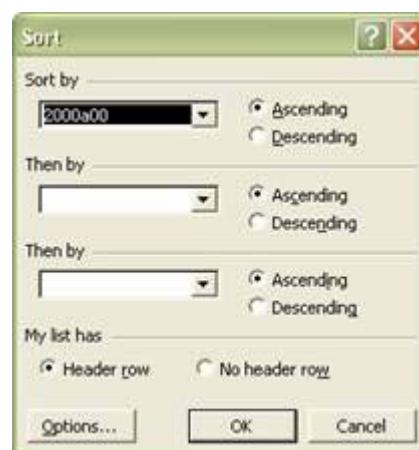 Sort
Sort by
2000a00
Ascending
Descending
Then by
Ascending
Descending
Then by
Ascending
Descending
My list has
Header row
No header row
Options...
OK
Cancel